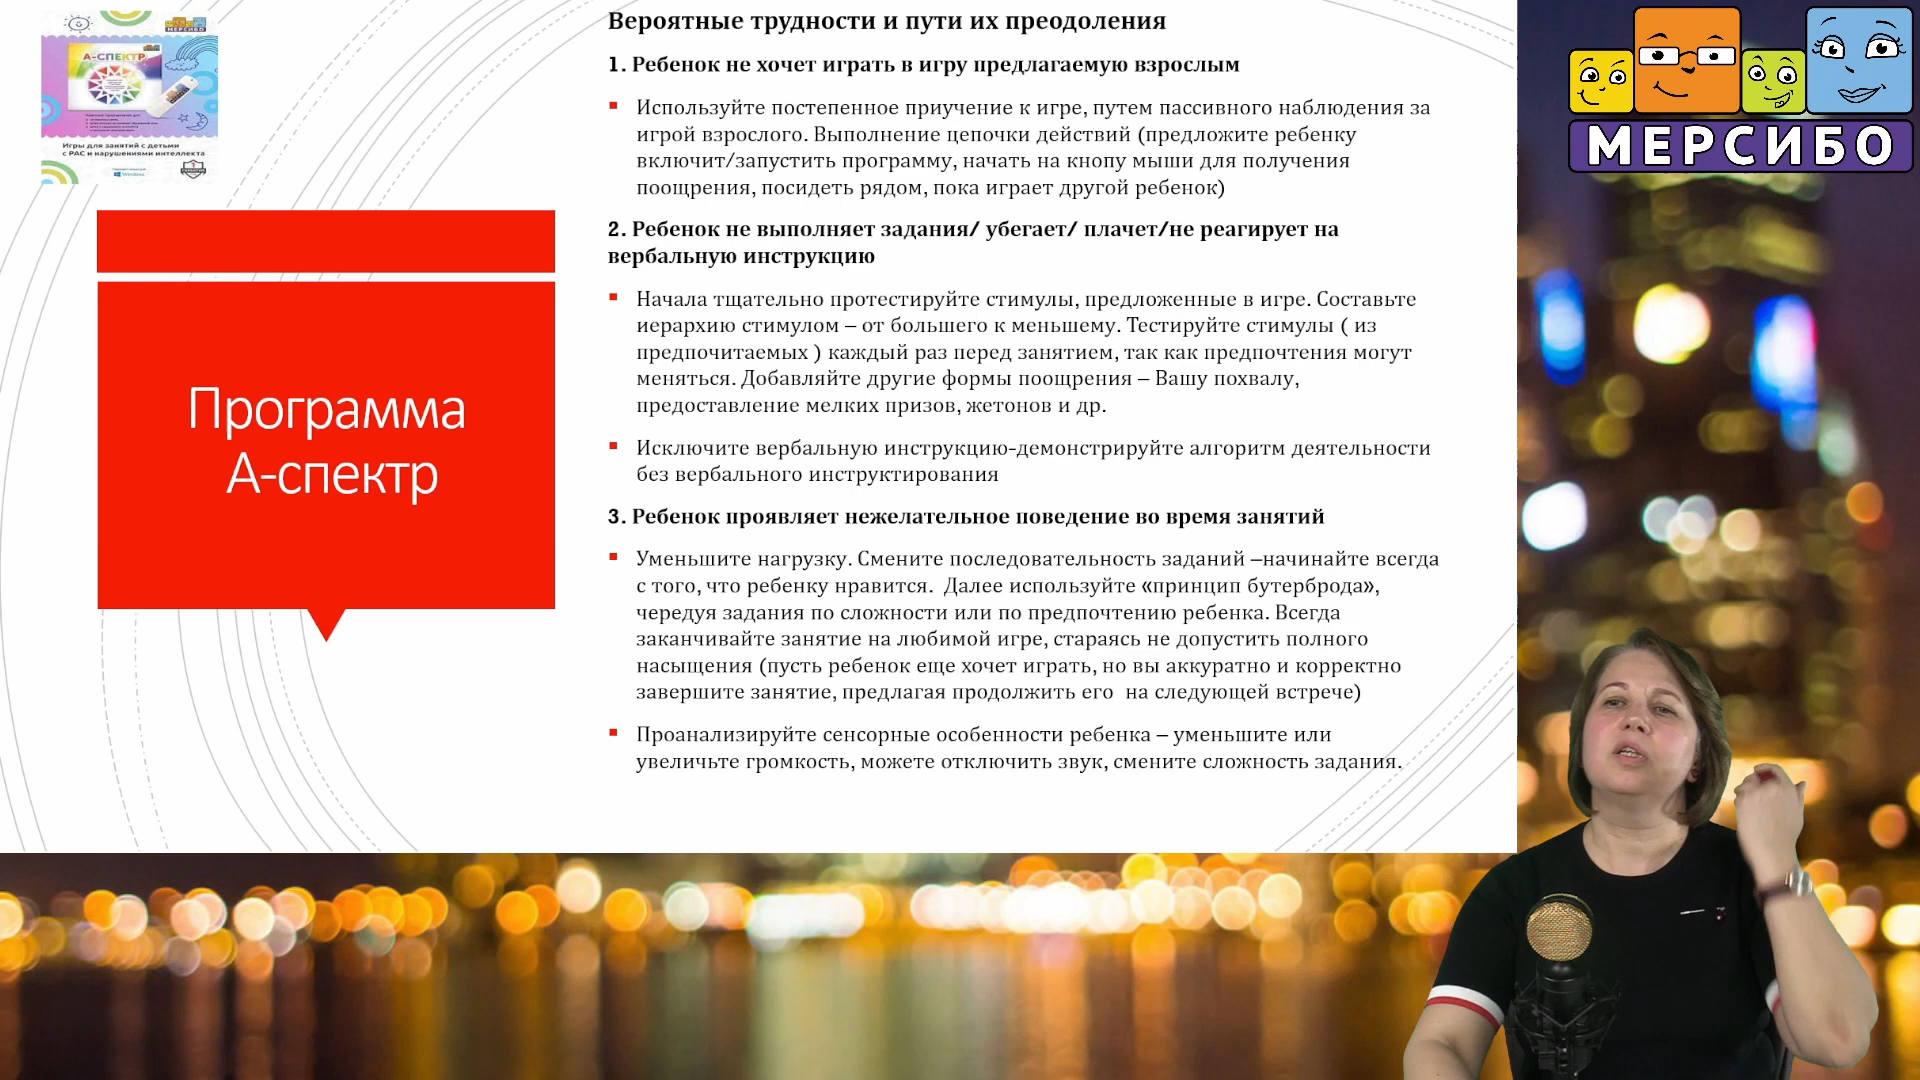 МЕРСИБО
А-СПЕКТР
Игры для занятий с детьми
с РАС и нарушениями интеллекта
Windows
Программа
А-спектр
Вероятные трудности и пути их преодоления
1. Ребенок не хочет играть в игру предлагаемую взрослым
Используйте постепенное приучение к игре, путем пассивного наблюдения за
игрой взрослого. Выполнение цепочки действий (предложите ребенку
включит/запустить программу, начать на кнопу мыши для получения
поощрения, посидеть рядом, пока играет другой ребенок)
2. Ребенок не выполняет задания/ убегает/ плачет/не реагирует на
вербальную инструкцию
Начала тщательно протестируйте стимулы, предложенные в игре. Составьте
иерархию стимулом – от большего к меньшему. Тестируйте стимулы ( из
предпочитаемых ) каждый раз перед занятием, так как предпочтения могут
меняться. Добавляйте другие формы поощрения – Вашу похвалу,
предоставление мелких призов, жетонов и др.
Исключите вербальную инструкцию-демонстрируйте алгоритм деятельности
без вербального инструктирования
3. Ребенок проявляет нежелательное поведение во время занятий
Уменьшите нагрузку. Смените последовательность заданий –начинайте всегда
с того, что ребенку нравится.  Далее используйте «принцип бутерброда»,
чередуя задания по сложности или по предпочтению ребенка. Всегда
заканчивайте занятие на любимой игре, стараясь не допустить полного
насыщения (пусть ребенок еще хочет играть, но вы аккуратно и корректно
завершите занятие, предлагая продолжить его  на следующей встрече)
Проанализируйте сенсорные особенности ребенка – уменьшите или
увеличьте громкость, можете отключить звук, смените сложность задания.
МЕРСИБО